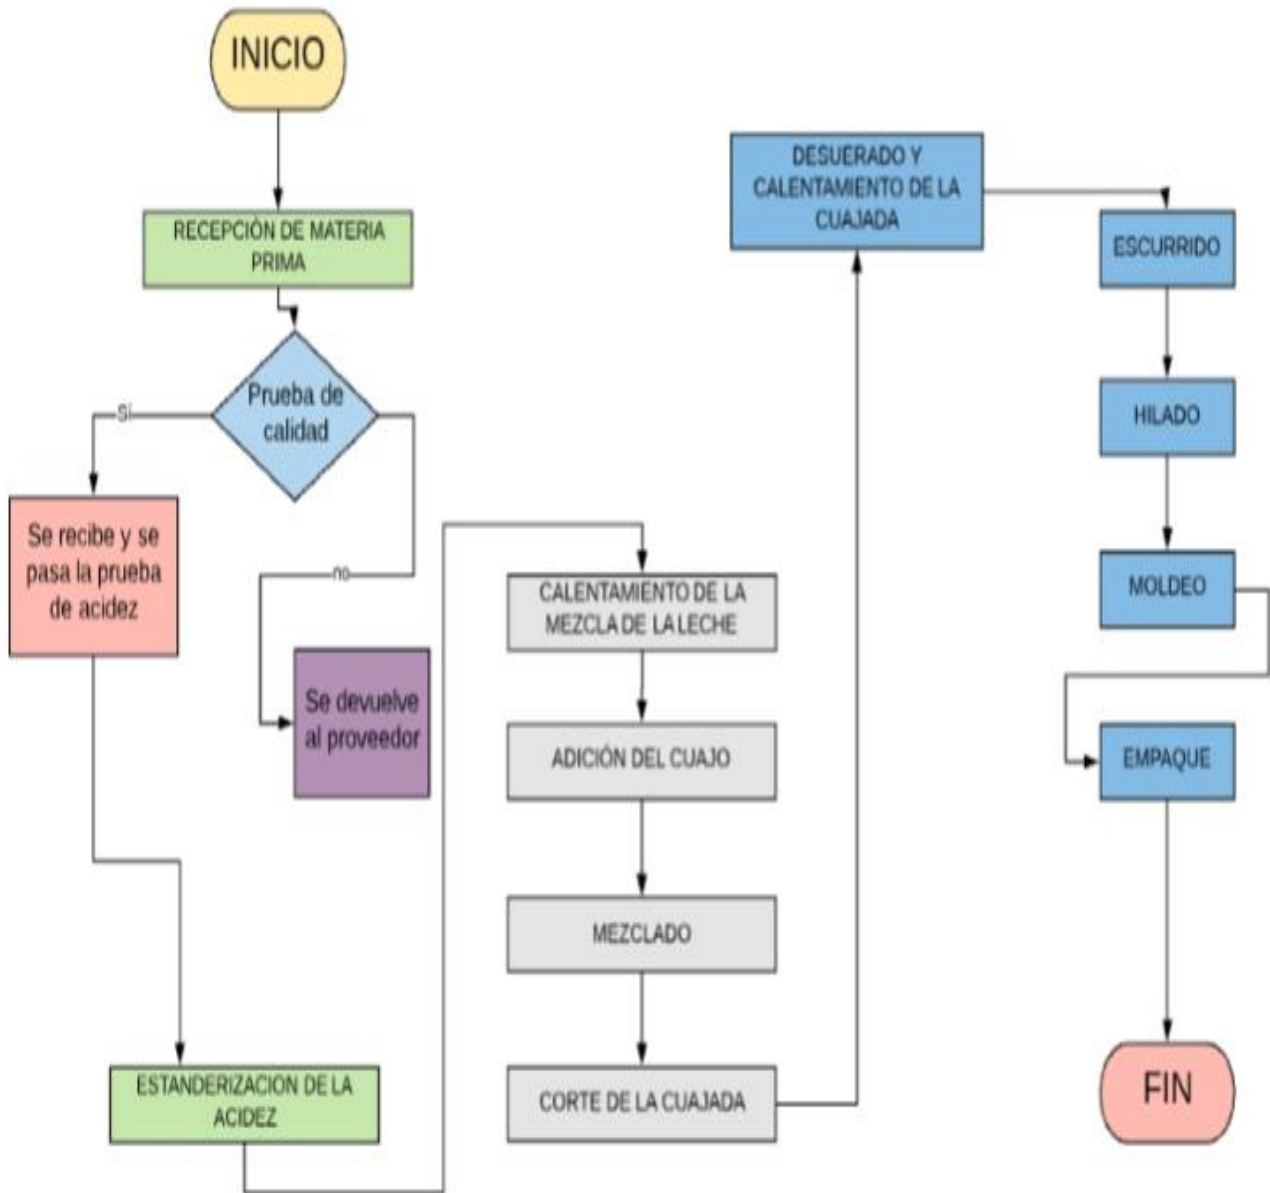 INICIO
RECEPCIÓN DE MATERIA
PRIMA
Prueba de
calidad
Si
no
Se recibe y se
pasa la prueba
de acidez
Se devuelve
al proveedor
ESTANDERIZACION DE LA
ACIDEZ
CALENTAMIENTO DE LA
MEZCLA DE LA LECHE
ADICIÓN DEL CUAJO
MEZCLADO
CORTE DE LA CUAJADA
DESUERADO Y
CALENTAMIENTO DE LA
CUAJADA
ESCURRIDO
HILADO
MOLDEO
EMPAQUE
FIN